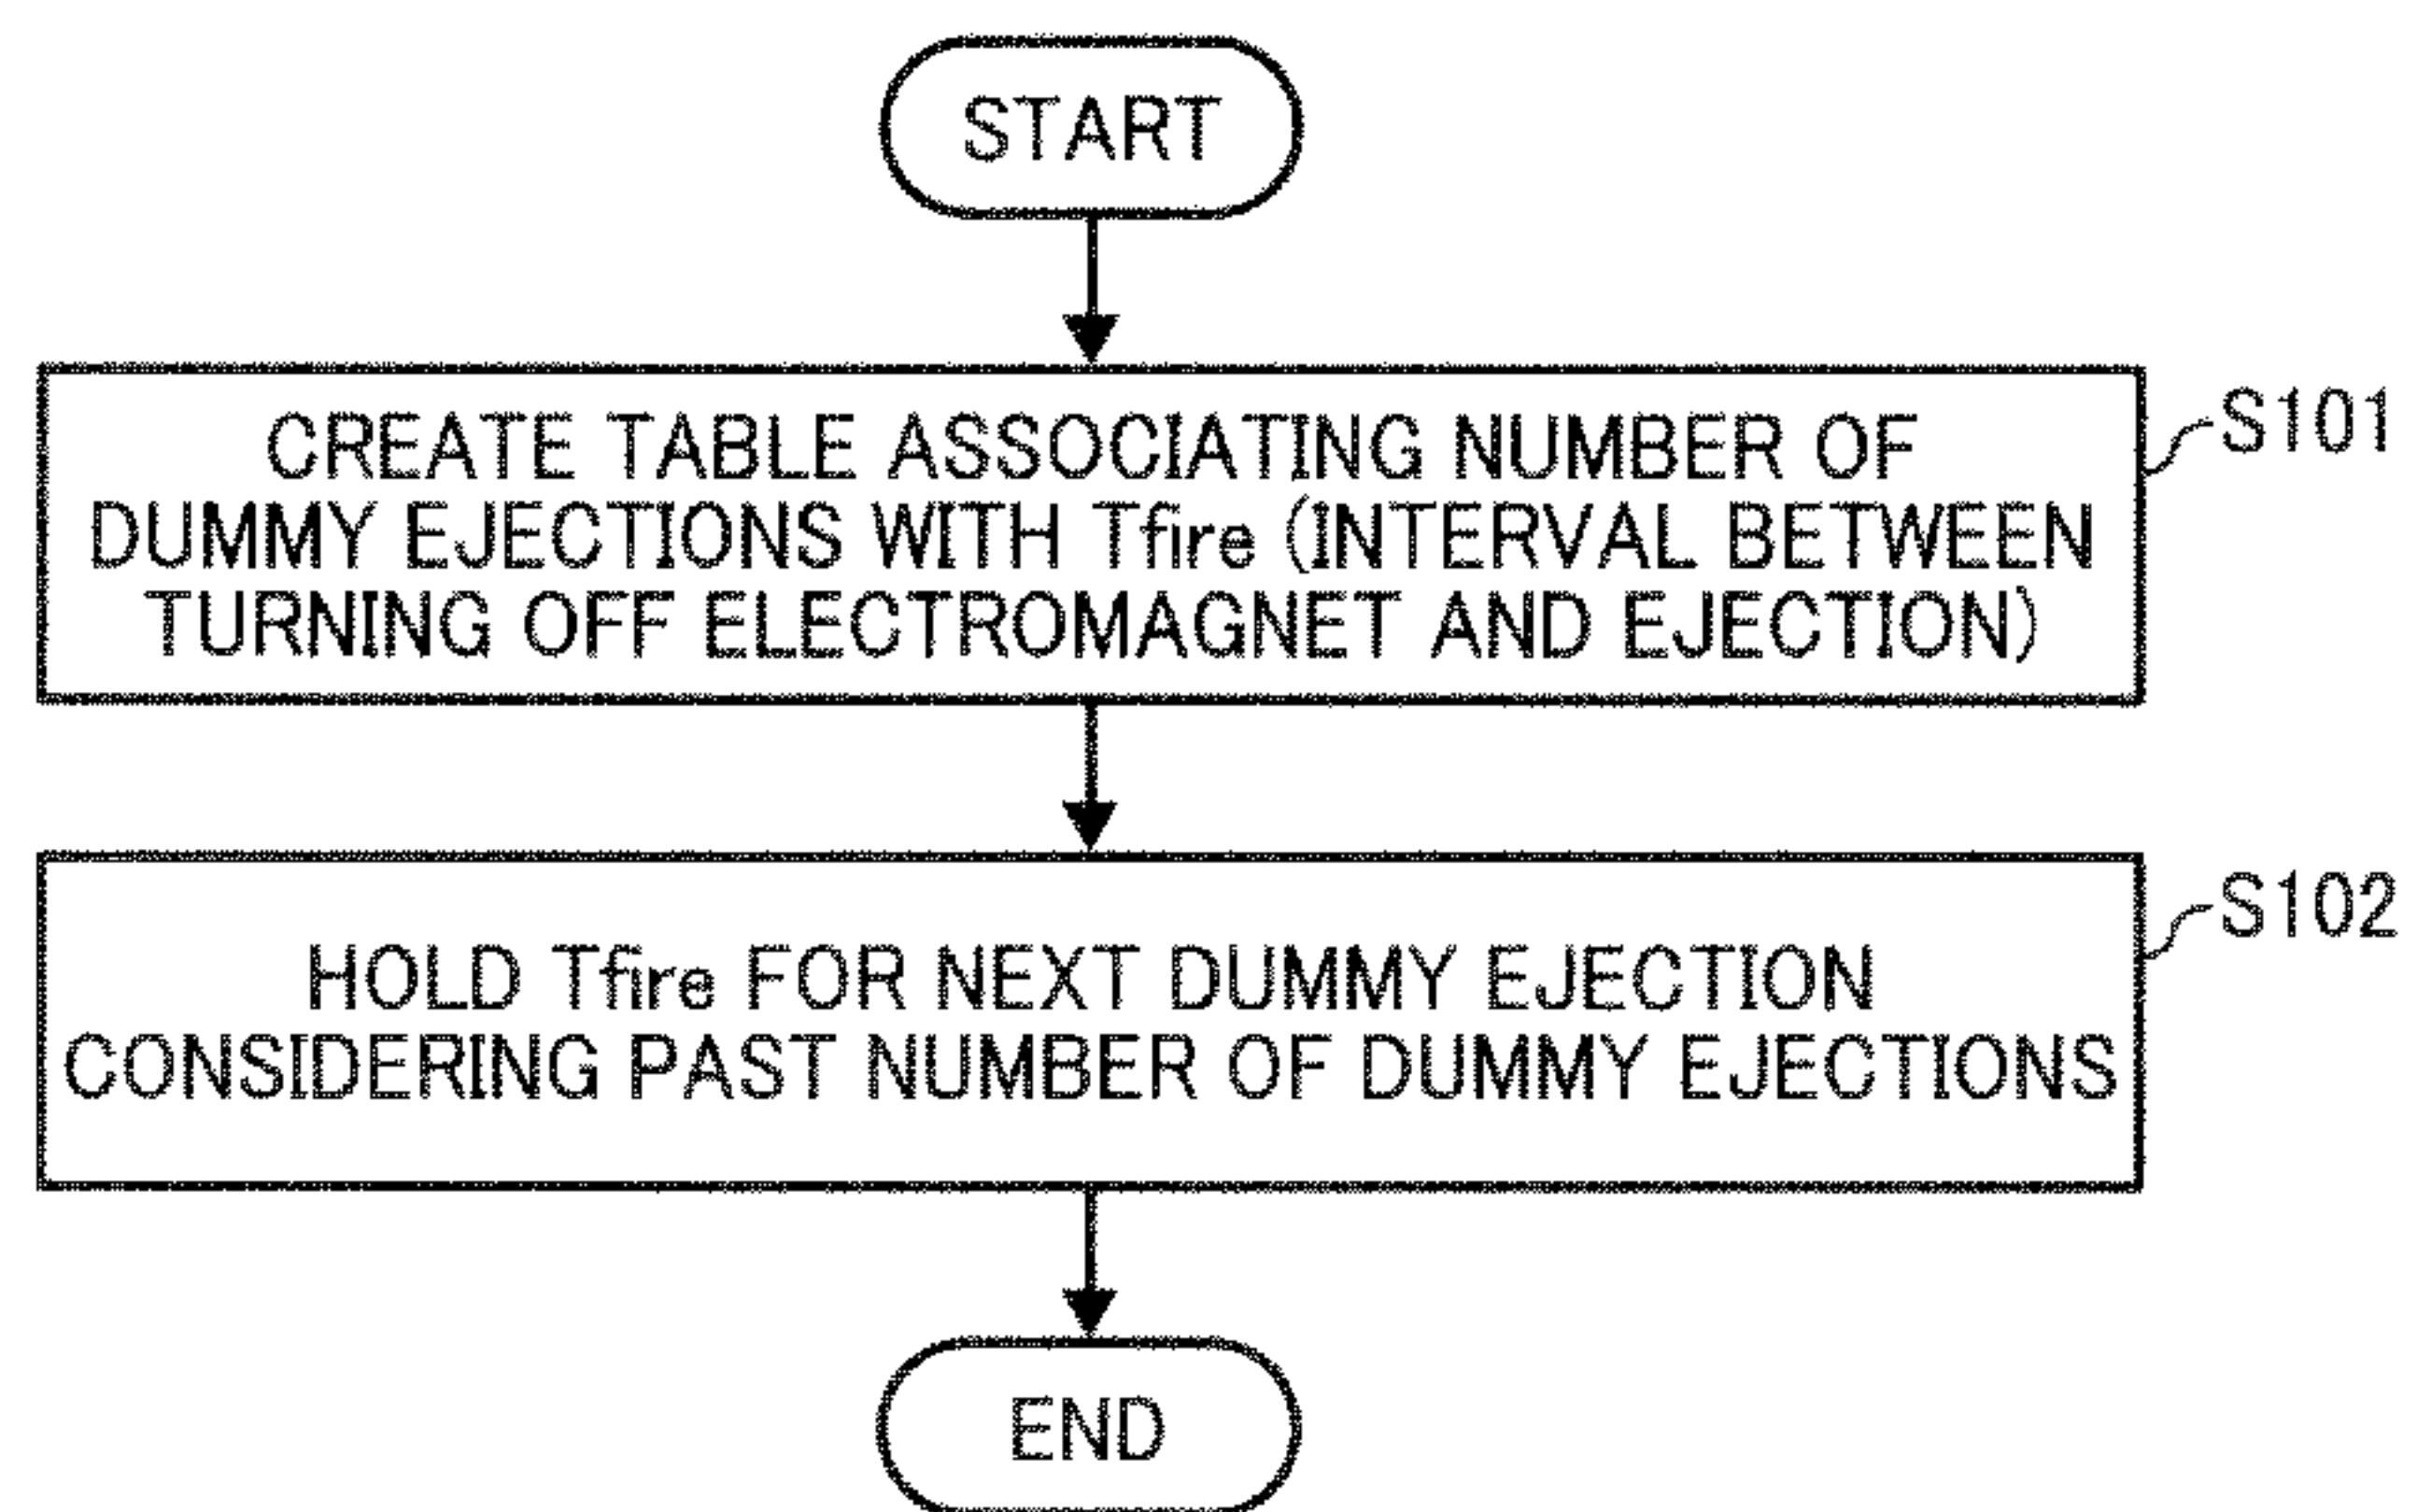 START
CREATE TABLE ASSOCIATING NUMBER OF
DUMMY EJECTIONS WITH Tfire (INTERVAL BETWEEN
TURNING OFF ELECTROMAGNET AND EJECTION)
S101
HOLD Tfire FOR NEXT DUMMY EJECTION
CONSIDERING PAST NUMBER OF DUMMY EJECTIONS
S102
END